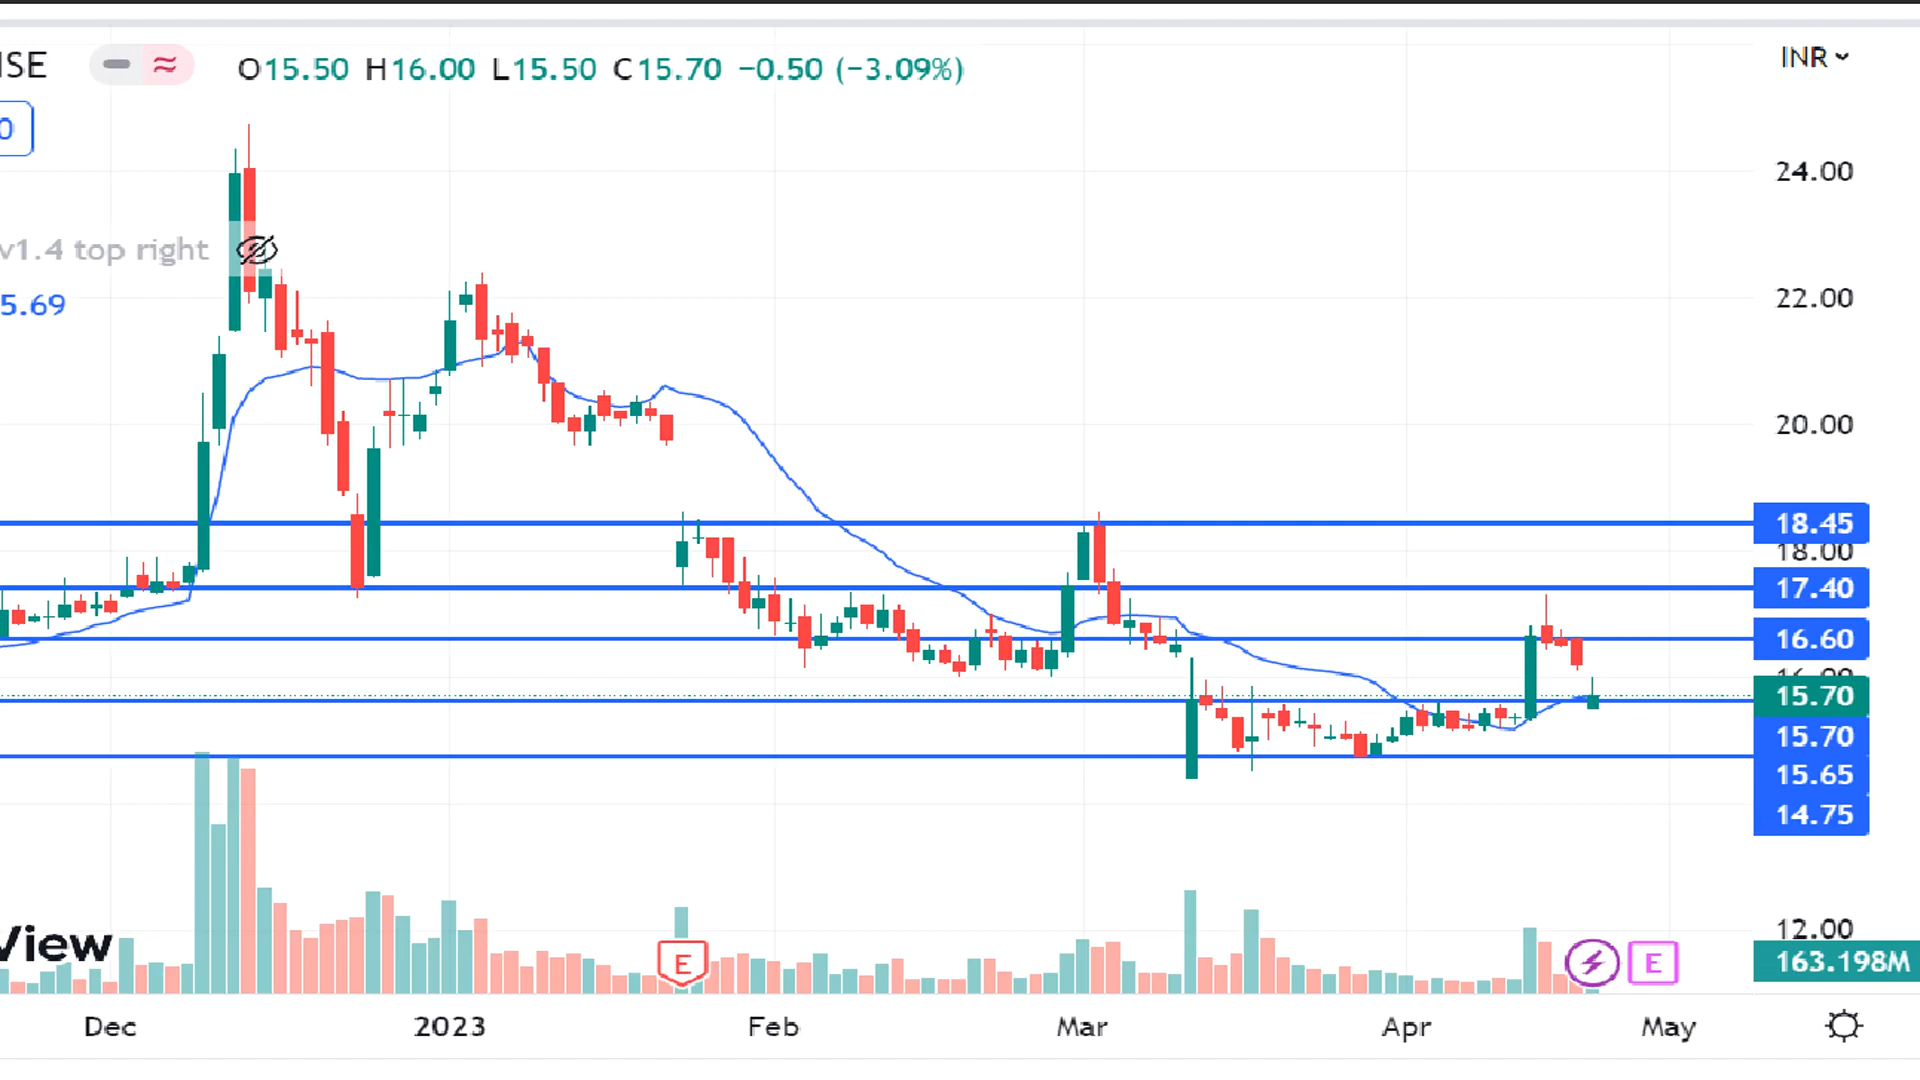 ISE O15.50 H16.00 L15.50 C15.70 −0.50 (−3.09%) INR
0
24.00
v1.4 top right
22.00
5.69
20.00
18.45
18.00
17.40
16.60
15.70
15.70
15.65
14.75
12.00
View
E E
163.198M
Dec 2023 Feb Mar Apr May